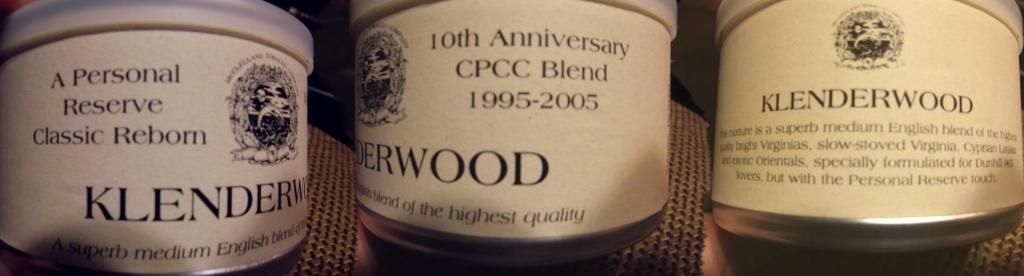 A Personal
Reserve
Classic Reborn
KLENDERW
A superb medium English blend
10th Anniversary
CPCC Blend
1995-2005
DERWOOD
blend of the highest quality
KLENDERWOOD
This mixture is a superb medium English blend of the highest
quality bright Virginias, slow-stoved Virginia, Cyprian Latakia
and exotic Orientals, specially formulated for Dunhill 965
lovers, but with the Personal Reserve touch.